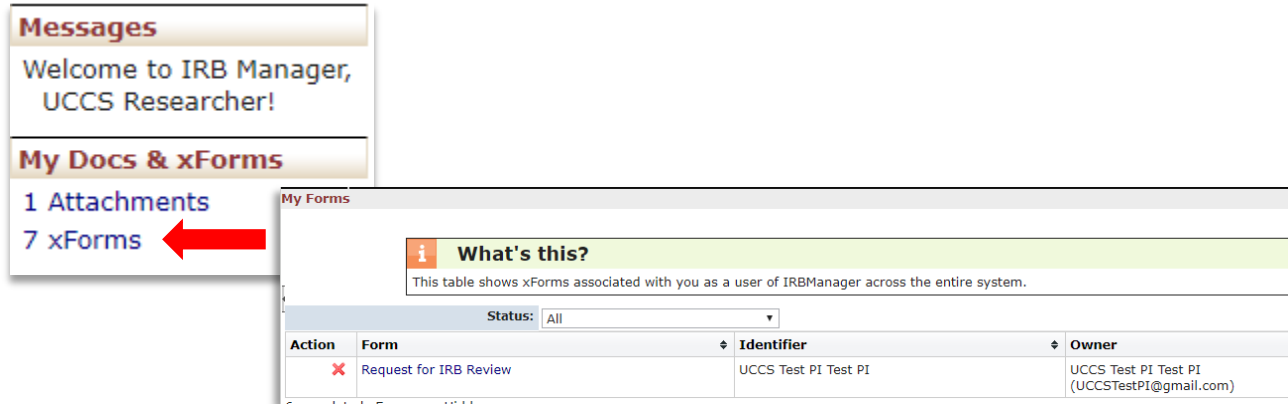 Messages
Welcome to IRB Manager,
UCCS Researcher!
My Docs & xForms
1 Attachments
7 xForms
My Forms
i What's this?
This table shows xForms associated with you as a user of IRBManager across the entire system.
Status: All
Action Form Identifier Owner
Request for IRB Review UCCS Test PI Test PI UCCS Test PI Test PI
(UCCSTestPI@gmail.com)